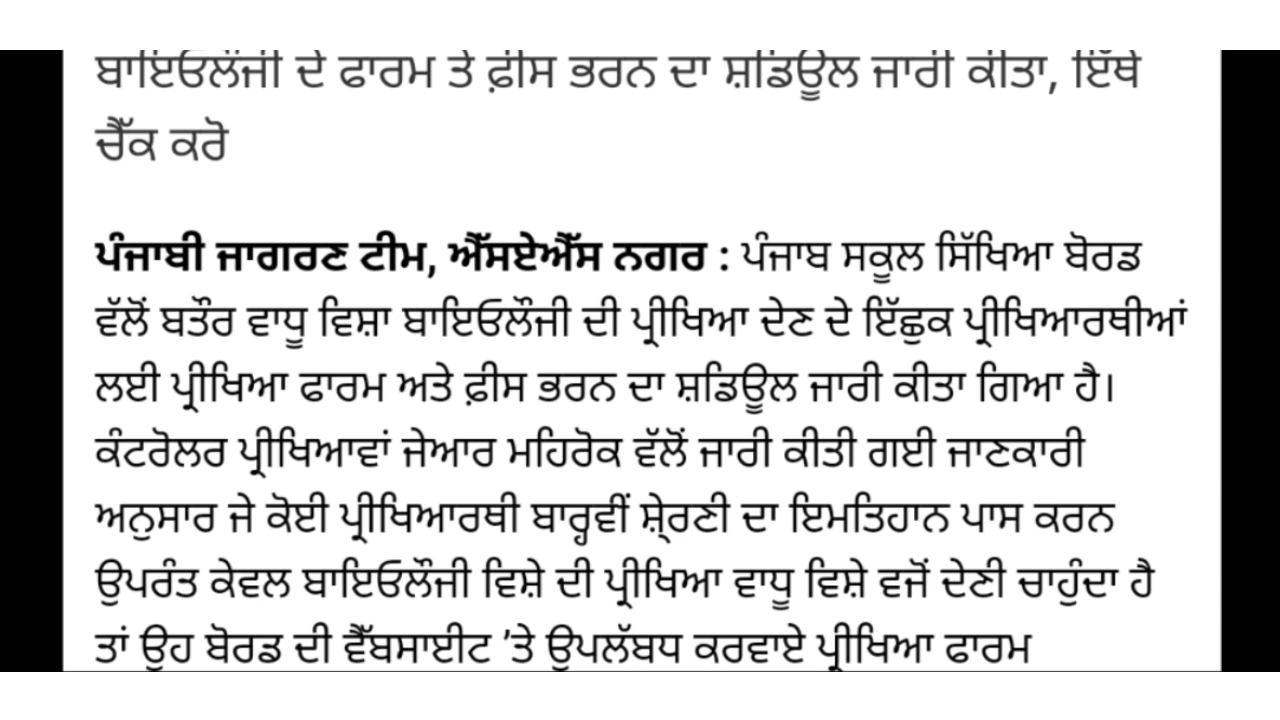 ਬਾਇਓਲੌਜੀ ਦੇ ਫਾਰਮ ਤੇ ਫ਼ੀਸ ਭਰਨ ਦਾ ਸ਼ਡਿਊਲ ਜਾਰੀ ਕੀਤਾ, ਇੱਥੇ
ਚੈੱਕ ਕਰੋ
ਪੰਜਾਬੀ ਜਾਗਰਣ ਟੀਮ, ਐੱਸਏਐੱਸ ਨਗਰ : ਪੰਜਾਬ ਸਕੂਲ ਸਿੱਖਿਆ ਬੋਰਡ
ਵੱਲੋਂ ਬਤੌਰ ਵਾਧੂ ਵਿਸ਼ਾ ਬਾਇਓਲੌਜੀ ਦੀ ਪ੍ਰੀਖਿਆ ਦੇਣ ਦੇ ਇੱਛੁਕ ਪ੍ਰੀਖਿਆਰਥੀਆਂ
ਲਈ ਪ੍ਰੀਖਿਆ ਫਾਰਮ ਅਤੇ ਫ਼ੀਸ ਭਰਨ ਦਾ ਸ਼ਡਿਊਲ ਜਾਰੀ ਕੀਤਾ ਗਿਆ ਹੈ।
ਕੰਟਰੋਲਰ ਪ੍ਰੀਖਿਆਵਾਂ ਜੇਆਰ ਮਹਿਰੋਕ ਵੱਲੋਂ ਜਾਰੀ ਕੀਤੀ ਗਈ ਜਾਣਕਾਰੀ
ਅਨੁਸਾਰ ਜੇ ਕੋਈ ਪ੍ਰੀਖਿਆਰਥੀ ਬਾਰ੍ਹਵੀਂ ਸ਼੍ਰੇਣੀ ਦਾ ਇਮਤਿਹਾਨ ਪਾਸ ਕਰਨ
ਉਪਰੰਤ ਕੇਵਲ ਬਾਇਓਲੌਜੀ ਵਿਸ਼ੇ ਦੀ ਪ੍ਰੀਖਿਆ ਵਾਧੂ ਵਿਸ਼ੇ ਵਜੋਂ ਦੇਣੀ ਚਾਹੁੰਦਾ ਹੈ
ਤਾਂ ਉਹ ਬੋਰਡ ਦੀ ਵੈੱਬਸਾਈਟ ’ਤੇ ਉਪਲੱਬਧ ਕਰਵਾਏ ਪ੍ਰੀਖਿਆ ਫਾਰਮ